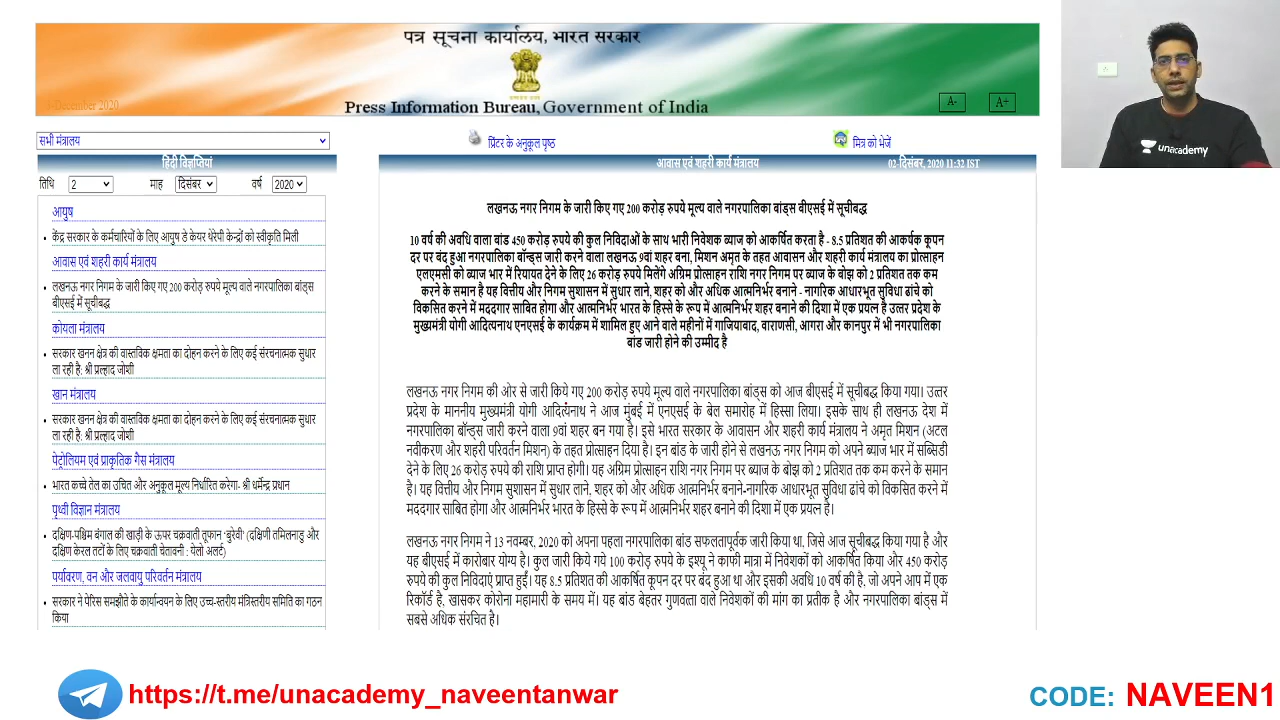 पत्र सूचना कार्यालय, भारत सरकार
Press Information Bureau, Government of India
December 2020
A-
A+
सभी मंत्रालय
प्रिंटर के अनुकूल पृष्ठ
मित्र को भेजें
हिंदी विज्ञप्तियां
तिथि 2 माह दिसंबर वर्ष 2020
आयुष
केंद्र सरकार के कर्मचारियों के लिए आयुष डे केयर थेरेपी केन्द्रों को स्वीकृति मिली
आवास एवं शहरी कार्य मंत्रालय
लखनऊ नगर निगम के जारी किए गए 200 करोड़ रुपये मूल्य वाले नगरपालिका बांड्स
बीएसई में सूचीबद्ध
कोयला मंत्रालय
सरकार खनन क्षेत्र की वास्तविक क्षमता का दोहन करने के लिए कई संरचनात्मक सुधार
ला रही है: श्री प्रल्हाद जोशी
खान मंत्रालय
सरकार खनन क्षेत्र की वास्तविक क्षमता का दोहन करने के लिए कई संरचनात्मक सुधार
ला रही है: श्री प्रल्हाद जोशी
पेट्रोलियम एवं प्राकृतिक गैस मंत्रालय
भारत कच्चे तेल का उचित और अनुकूल मूल्य निर्धारित करेगा- श्री धर्मेन्द्र प्रधान
पृथ्वी विज्ञान मंत्रालय
दक्षिण-पश्चिम बंगाल की खाड़ी के ऊपर चक्रवाती तूफान 'बुरेवी' (दक्षिणी तमिलनाडु और
दक्षिण केरल तटों के लिए चक्रवाती चेतावनी : येलो अलर्ट)
पर्यावरण, वन और जलवायु परिवर्तन मंत्रालय
सरकार ने पेरिस समझौते के कार्यान्वयन के लिए उच्च-स्तरीय मंत्रिस्तरीय समिति का गठन
किया
आवास एवं शहरी कार्य मंत्रालय
02-दिसंबर, 2020 11:32 IST
लखनऊ नगर निगम के जारी किए गए 200 करोड़ रुपये मूल्य वाले नगरपालिका बांड्स बीएसई में सूचीबद्ध
10 वर्ष की अवधि वाला बांड 450 करोड़ रुपये की कुल निविदाओं के साथ भारी निवेशक ब्याज को आकर्षित करता है - 8.5 प्रतिशत की आकर्षक कूपन
दर पर बंद हुआ नगरपालिका बॉन्ड्स जारी करने वाला लखनऊ 9वां शहर बना, मिशन अमृत के तहत आवासन और शहरी कार्य मंत्रालय का प्रोत्साहन
एलएमसी को ब्याज भार में रियायत देने के लिए 26 करोड़ रुपये मिलेंगे अग्रिम प्रोत्साहन राशि नगर निगम पर ब्याज के बोझ को 2 प्रतिशत तक कम
करने के समान है यह वित्तीय और निगम सुशासन में सुधार लाने, शहर को और अधिक आत्मनिर्भर बनाने - नागरिक आधारभूत सुविधा ढांचे को
विकसित करने में मददगार साबित होगा और आत्मनिर्भर भारत के हिस्से के रूप में आत्मनिर्भर शहर बनाने की दिशा में एक प्रयत्न है उत्तर प्रदेश के
मुख्यमंत्री योगी आदित्यनाथ एनएसई के कार्यक्रम में शामिल हुए आने वाले महीनों में गाजियाबाद, वाराणसी, आगरा और कानपुर में भी नगरपालिका
बांड जारी होने की उम्मीद है
लखनऊ नगर निगम की ओर से जारी किये गए 200 करोड़ रुपये मूल्य वाले नगरपालिका बांड्स को आज बीएसई में सूचीबद्ध किया गया। उत्तर
प्रदेश के माननीय मुख्यमंत्री योगी आदित्येनाथ ने आज मुंबई में एनएसई के बेल समारोह में हिस्सा लिया। इसके साथ ही लखनऊ देश में
नगरपालिका बॉन्ड्स जारी करने वाला 9वां शहर बन गया है। इसे भारत सरकार के आवासन और शहरी कार्य मंत्रालय ने अमृत मिशन (अटल
नवीकरण और शहरी परिवर्तन मिशन) के तहत प्रोत्साहन दिया है। इन बांड के जारी होने से लखनऊ नगर निगम को अपने ब्याज भार में सब्सिडी
देने के लिए 26 करोड़ रुपये की राशि प्राप्त होगी। यह अग्रिम प्रोत्साहन राशि नगर निगम पर ब्याज के बोझ को 2 प्रतिशत तक कम करने के समान
है। यह वित्तीय और निगम सुशासन में सुधार लाने, शहर को और अधिक आत्मनिर्भर बनाने-नागरिक आधारभूत सुविधा ढांचे को विकसित करने में
मददगार साबित होगा और आत्मनिर्भर भारत के हिस्से के रूप में आत्मनिर्भर शहर बनाने की दिशा में एक प्रयत्न है।
लखनऊ नगर निगम ने 13 नवम्बर, 2020 को अपना पहला नगरपालिका बांड सफलतापूर्वक जारी किया था, जिसे आज सूचीबद्ध किया गया है और
यह बीएसई में कारोबार योग्य है। कुल जारी किये गये 100 करोड़ रुपये के इश्यू ने काफी मात्रा में निवेशकों को आकर्षित किया और 450 करोड़
रुपये की कुल निविदाएं प्राप्त हुईं। यह 8.5 प्रतिशत की आकर्षित कूपन दर पर बंद हुआ था और इसकी अवधि 10 वर्ष की है, जो अपने आप में एक
रिकॉर्ड है, खासकर कोरोना महामारी के समय में। यह बांड बेहतर गुणवत्ता वाले निवेशकों की मांग का प्रतीक है और नगरपालिका बांड्स में
सबसे अधिक संरचित है।
unacademy
https://t.me/unacademy_naveentanwar
CODE: NAVEEN1